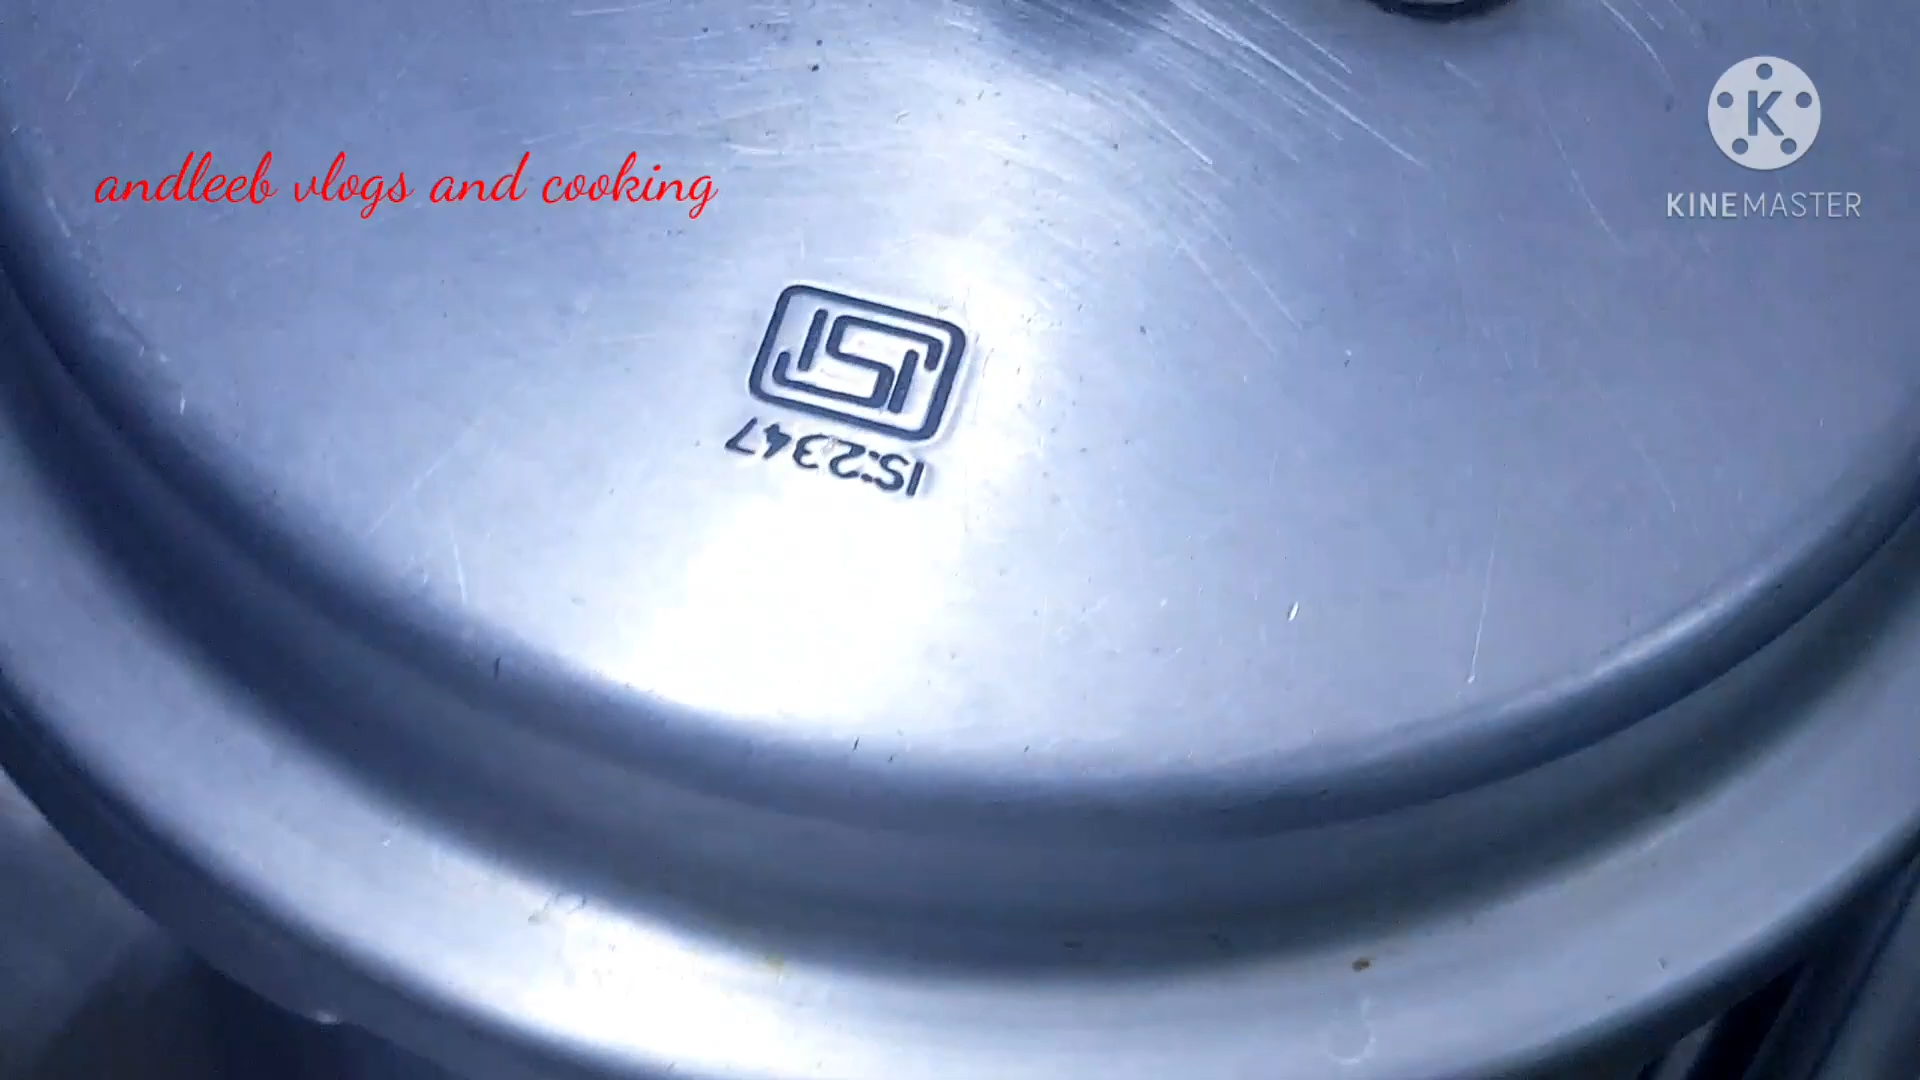 andleeb vlogs and cooking
K
KINEMASTER
ISI
IS:2347